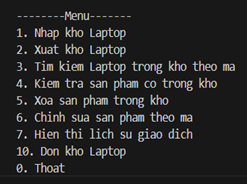 --------Menu-------
1. Nhap kho Laptop
2. Xuat kho Laptop
3. Tim kiem Laptop trong kho theo ma
4. Kiem tra san pham co trong kho
5. Xoa san pham trong kho
6. Chinh sua san pham theo ma
7. Hien thi lich su giao dich
10. Don kho Laptop
0. Thoat